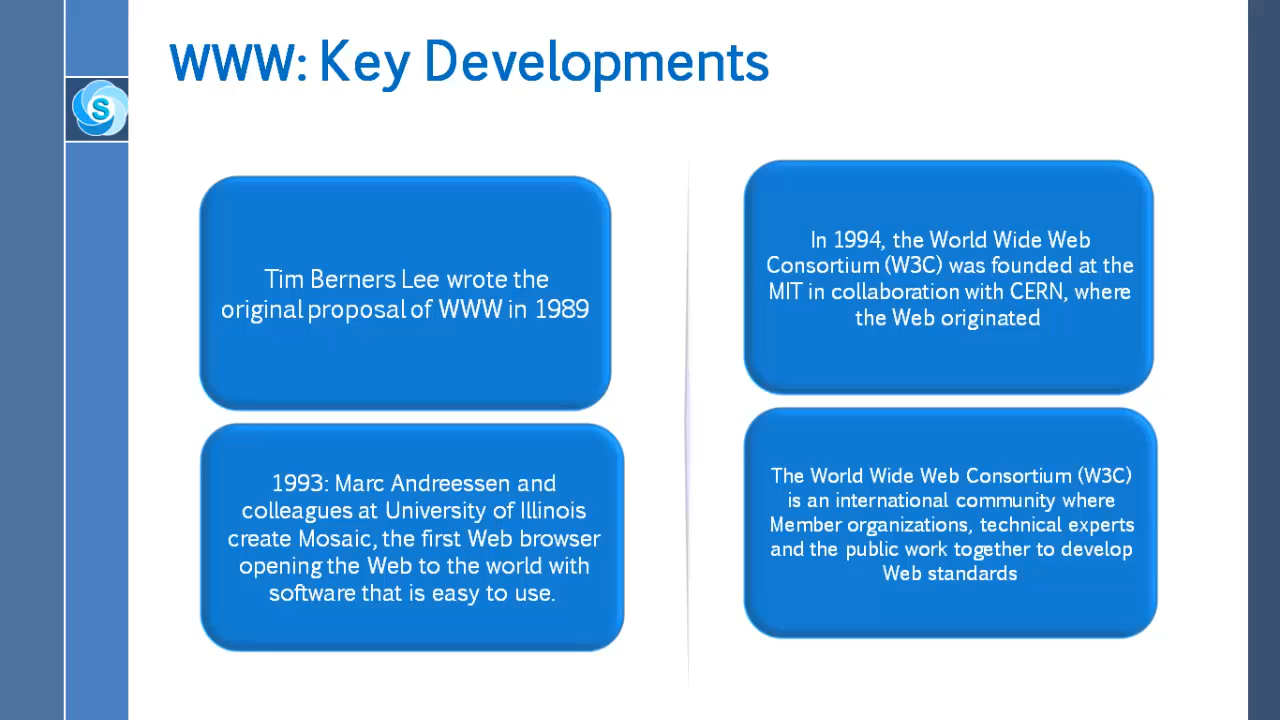 WWW: Key Developments
S
Tim Berners Lee wrote the
original proposal of WWW in 1989
1993: Marc Andreessen and
colleagues at University of Illinois
create Mosaic, the first Web browser
opening the Web to the world with
software that is easy to use.
In 1994, the World Wide Web
Consortium (W3C) was founded at the
MIT in collaboration with CERN, where
the Web originated
The World Wide Web Consortium (W3C)
is an international community where
Member organizations, technical experts
and the public work together to develop
Web standards